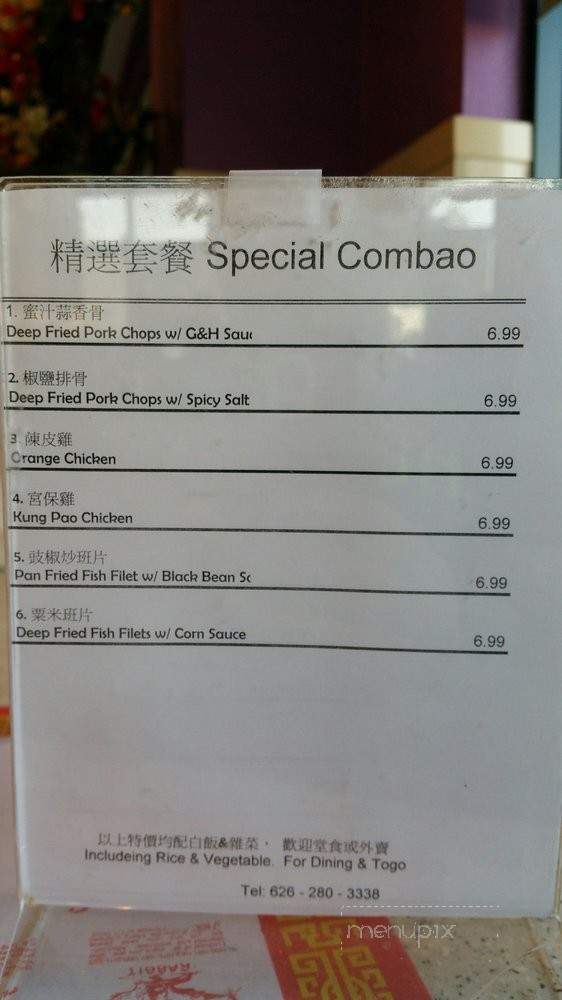 精選套餐 Special Combao
1. 蜜汁蒜香骨
Deep Fried Pork Chops w/ G&H Sauc
6.99
2. 椒鹽排骨
Deep Fried Pork Chops w/ Spicy Salt
6.99
3. 陳皮雞
Orange Chicken
6.99
4. 宮保雞
Kung Pao Chicken
6.99
5. 豉椒炒班片
Pan Fried Fish Filet w/ Black Bean Sc
6.99
6. 粟米班片
Deep Fried Fish Filets w/ Corn Sauce
6.99
以上特價均配白飯&雜菜， 歡迎堂食或外賣
Includeing Rice & Vegetable. For Dining & Togo
Tel: 626 - 280 - 3338
menupix
RABBIT